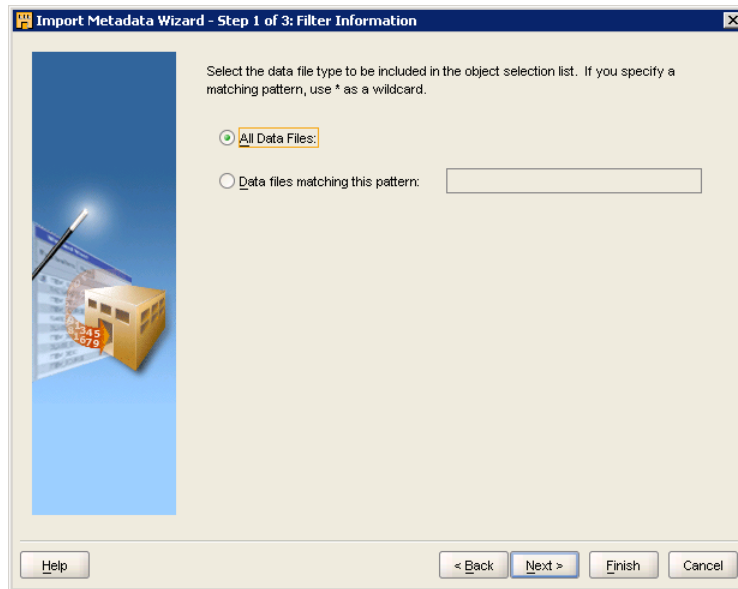 Import Metadata Wizard - Step 1 of 3: Filter Information
Select the data file type to be included in the object selection list. If you specify a
matching pattern, use * as a wildcard.
All Data Files:
Data files matching this pattern:
1345
1679
Help
< Back
Next >
Finish
Cancel